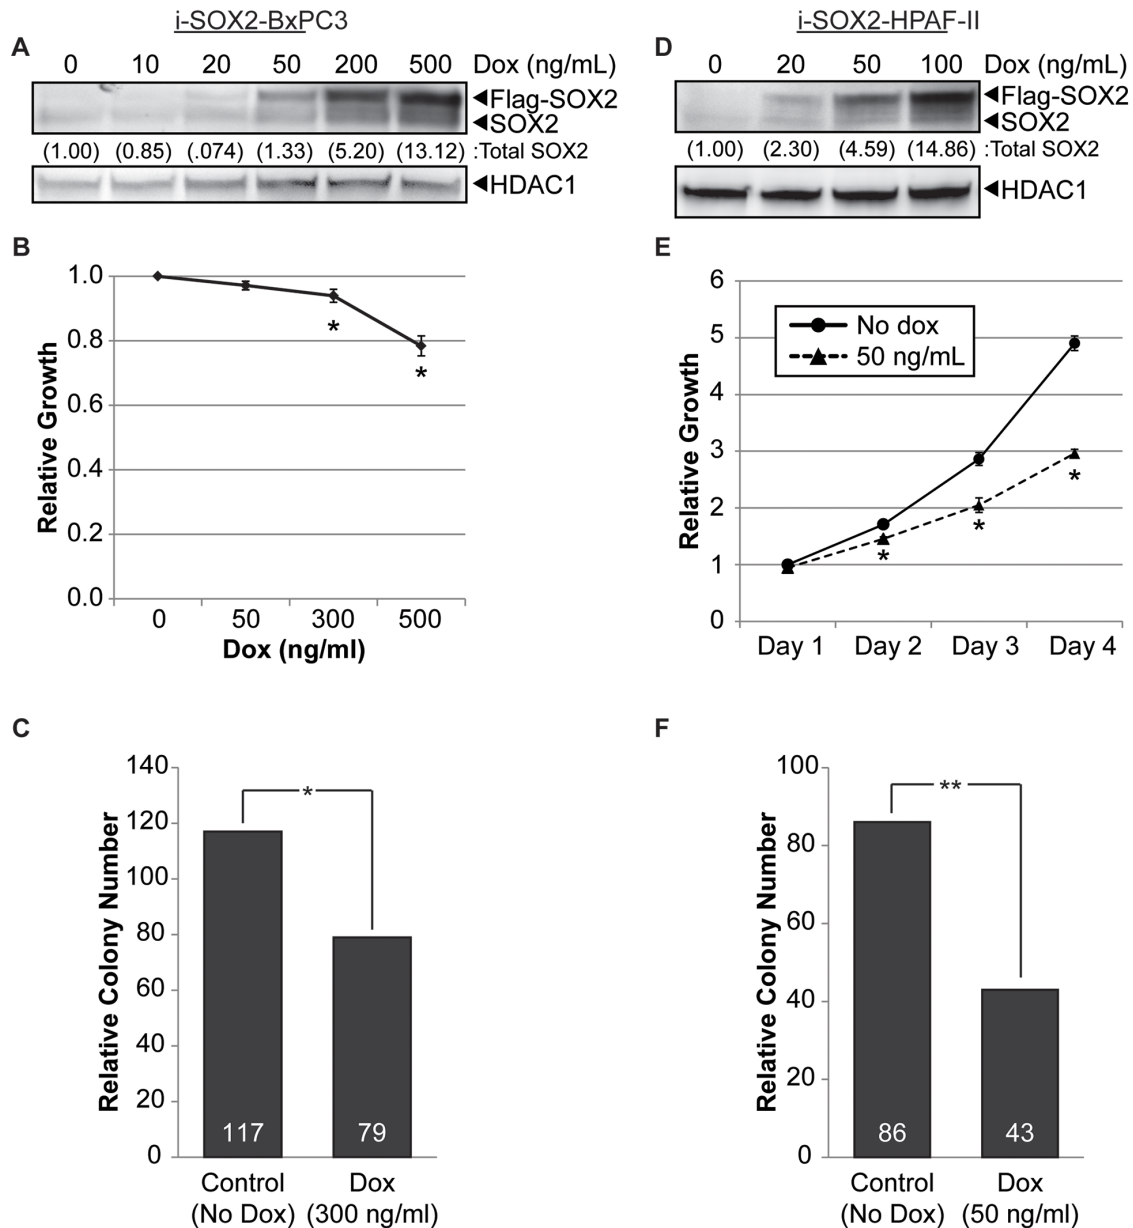 i-SOX2-BxPC3
A
0 10 20 50 200 500 Dox (ng/mL)
Flag-SOX2
SOX2
(1.00) (0.85) (.074) (1.33) (5.20) (13.12) :Total SOX2
HDAC1
B
Relative Growth
1.0
0.8
*
*
0.6
0.4
0.2
0.0
0 50 300 500
Dox (ng/ml)
C
Relative Colony Number
140
120
100
80
60
40
20
0
*
117 79
Control (No Dox)
Dox (300 ng/ml)
i-SOX2-HPAF-II
D
0 20 50 100 Dox (ng/mL)
Flag-SOX2
SOX2
(1.00) (2.30) (4.59) (14.86) :Total SOX2
HDAC1
E
Relative Growth
6
5
4
3
2
1
0
No dox
50 ng/mL
*
*
*
Day 1 Day 2 Day 3 Day 4
F
Relative Colony Number
100
80
60
40
20
0
**
86 43
Control (No Dox)
Dox (50 ng/ml)